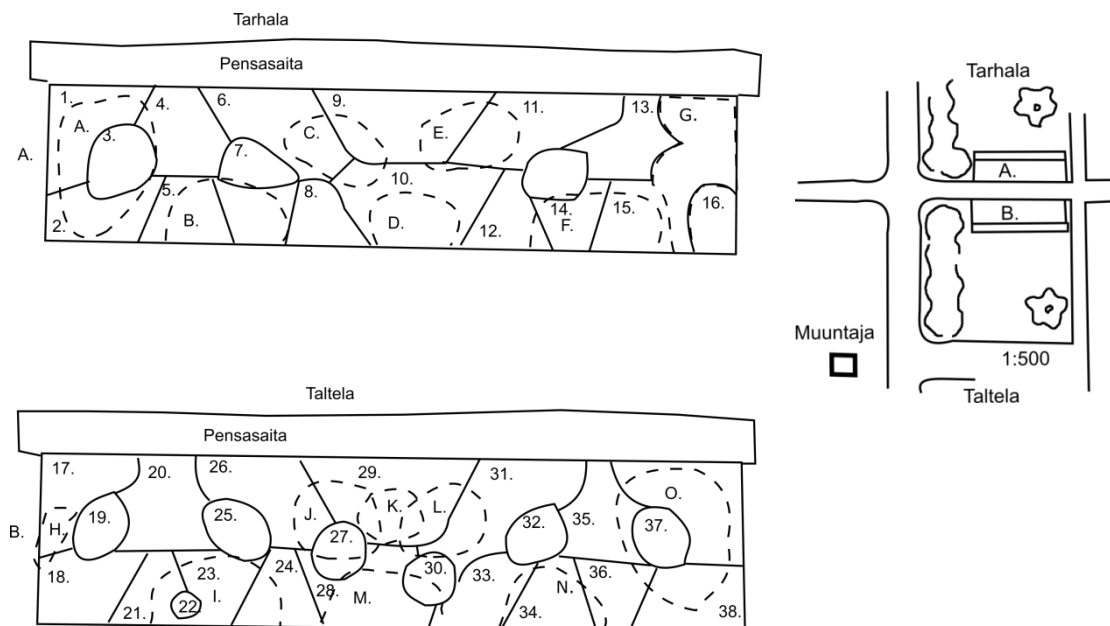 Tarhala
Pensasaita
1. 4. 6. 9. 11. 13. G.
A. 3. C. E.
A. 7.
5. 8. 10.
2. B. D. 12. 14. 15. 16.
F.
Tarhala
A.
B.
Muuntaja
1:500
Taltela
Taltela
Pensasaita
17. 20. 26. 29. 31.
O.
B. H. 19. 25. J. K. L. 32. 35. 37.
27.
18. 23. 24. 30. 33. 36.
21. 22 I. 28. M. 34. N. 38.